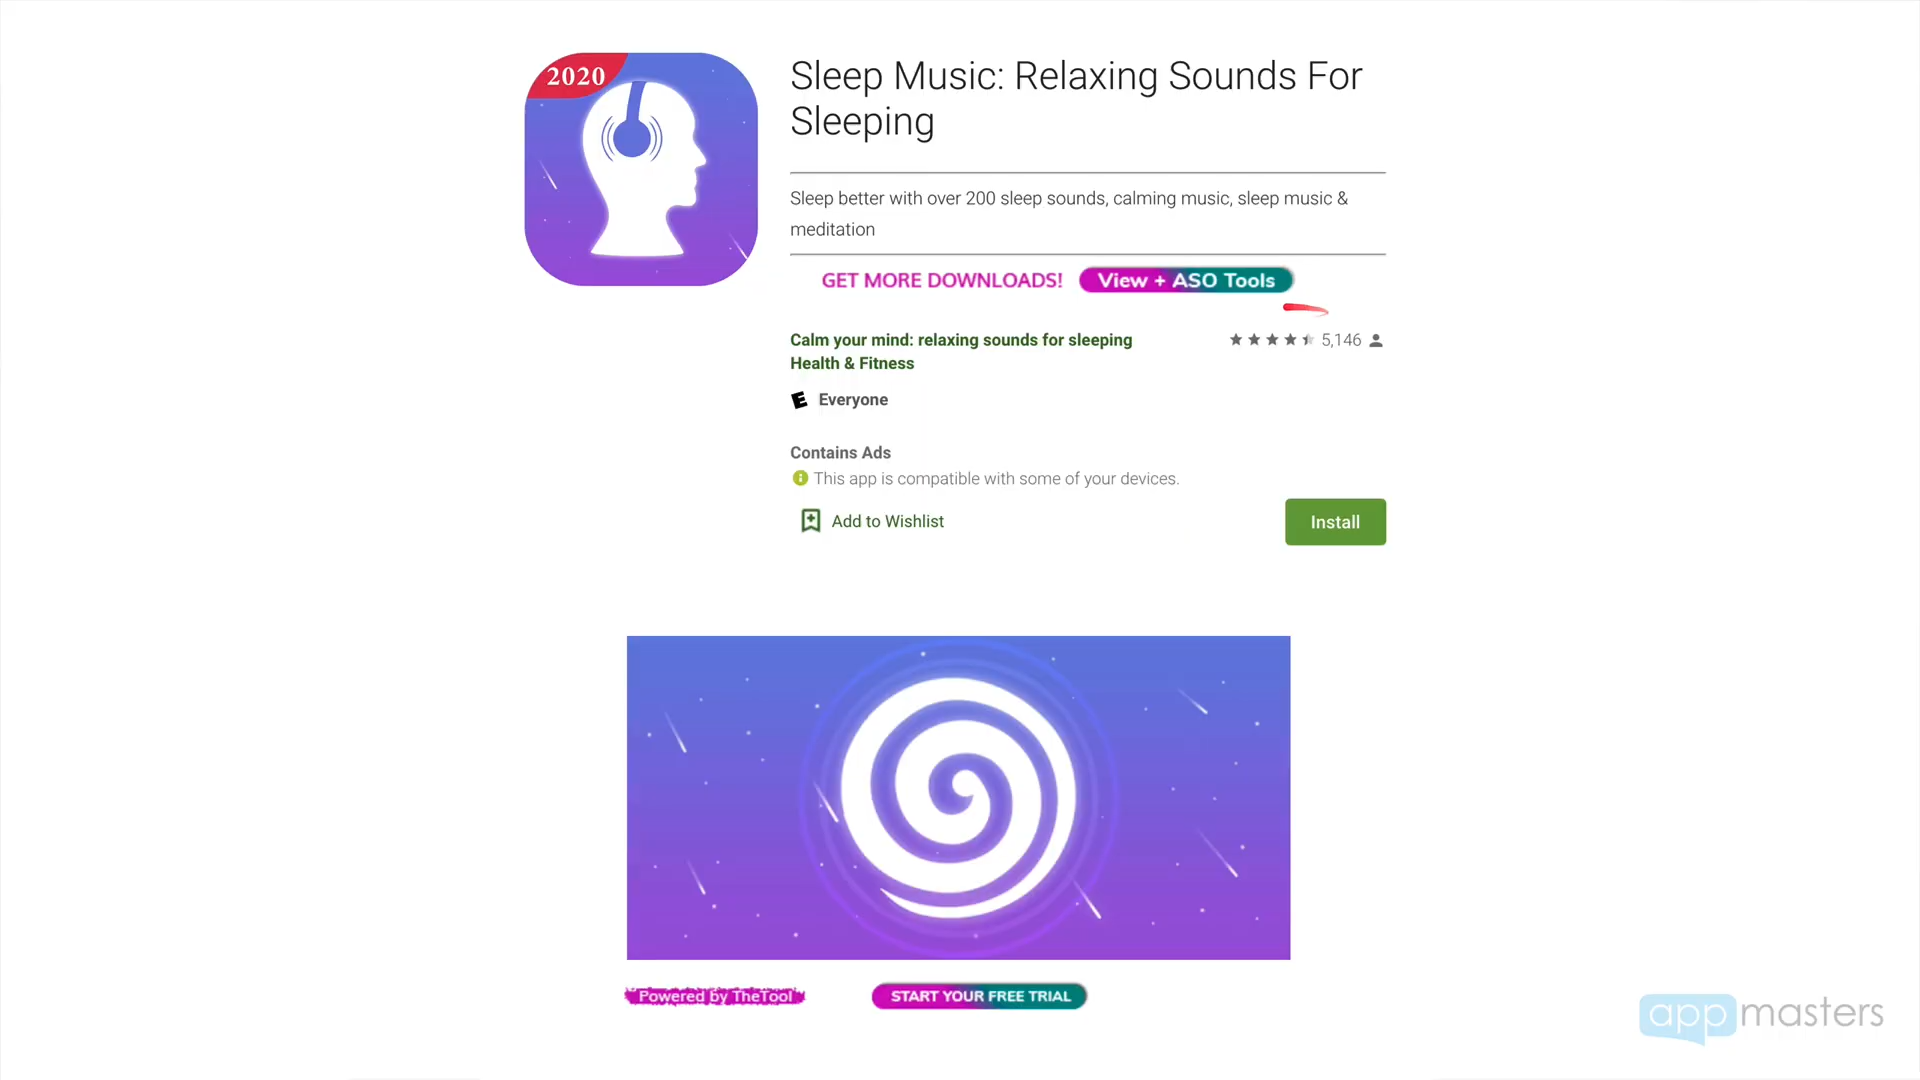 2020
Sleep Music: Relaxing Sounds For
Sleeping
Sleep better with over 200 sleep sounds, calming music, sleep music &
meditation
GET MORE DOWNLOADS! View + ASO Tools
Calm your mind: relaxing sounds for sleeping 5,146
Health & Fitness
E Everyone
Contains Ads
This app is compatible with some of your devices.
Add to Wishlist Install
Powered by TheTool START YOUR FREE TRIAL
appmasters